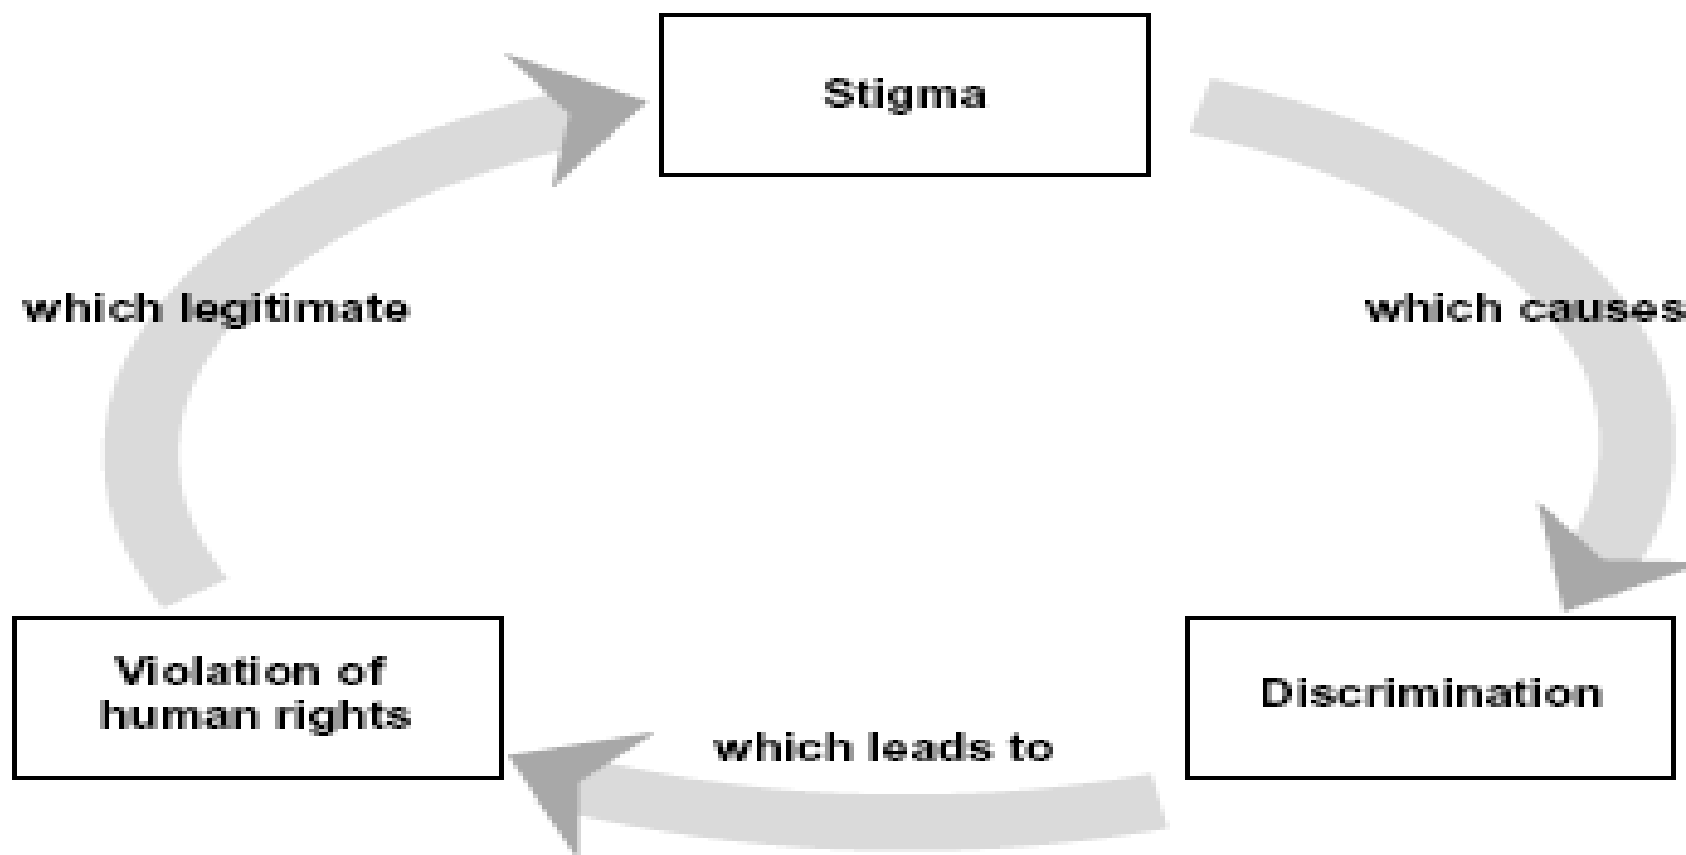 Stigma
which legitimate
which causes
Violation of
human rights
Discrimination
which leads to